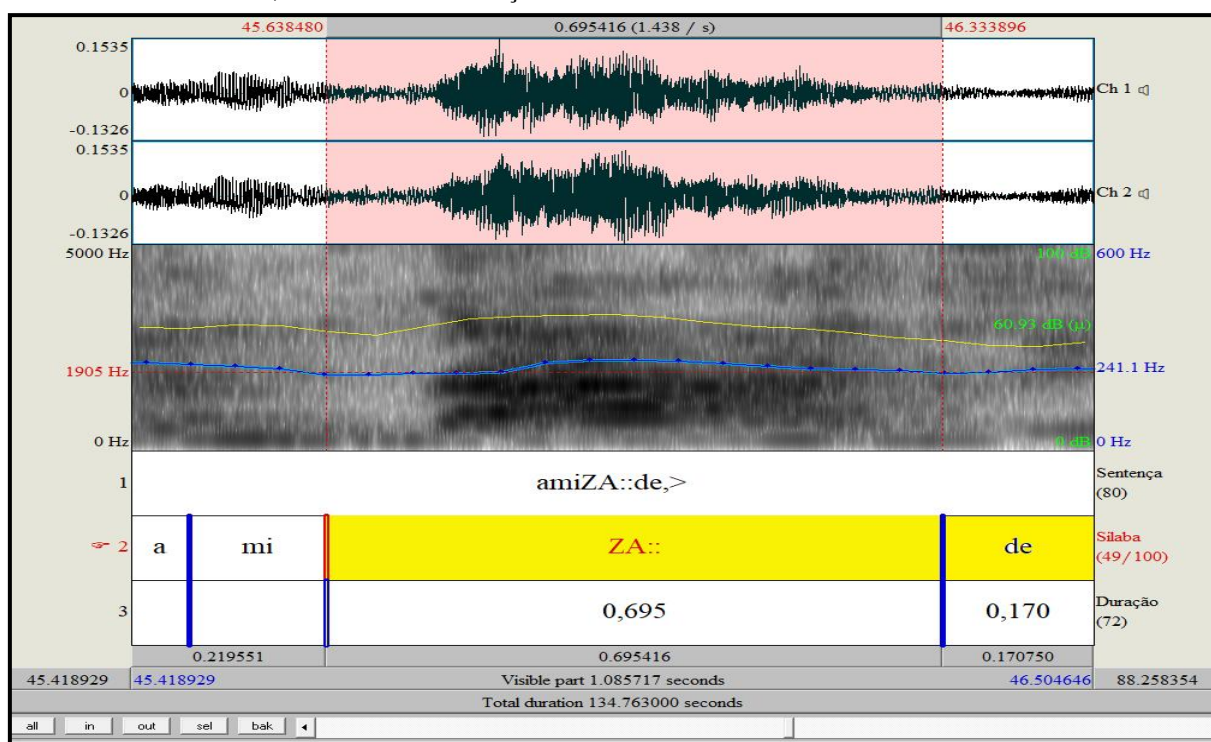 45.638480 0.695416 (1.438 / s) 46.333896
0.1535
0
-0.1326
Ch 1
0.1535
0
-0.1326
Ch 2
5000 Hz 100 dB 600 Hz
60.93 dB (µ)
1905 Hz 241.1 Hz
0 Hz 0 dB 0 Hz
1 amiZA::de,> Sentença
(80)
2 a mi ZA:: de Sílaba
(49/100)
3 0,695 0,170 Duração
(72)
0.219551 0.695416 0.170750
45.418929 45.418929 Visible part 1.085717 seconds 46.504646 88.258354
Total duration 134.763000 seconds
all in out sel bak